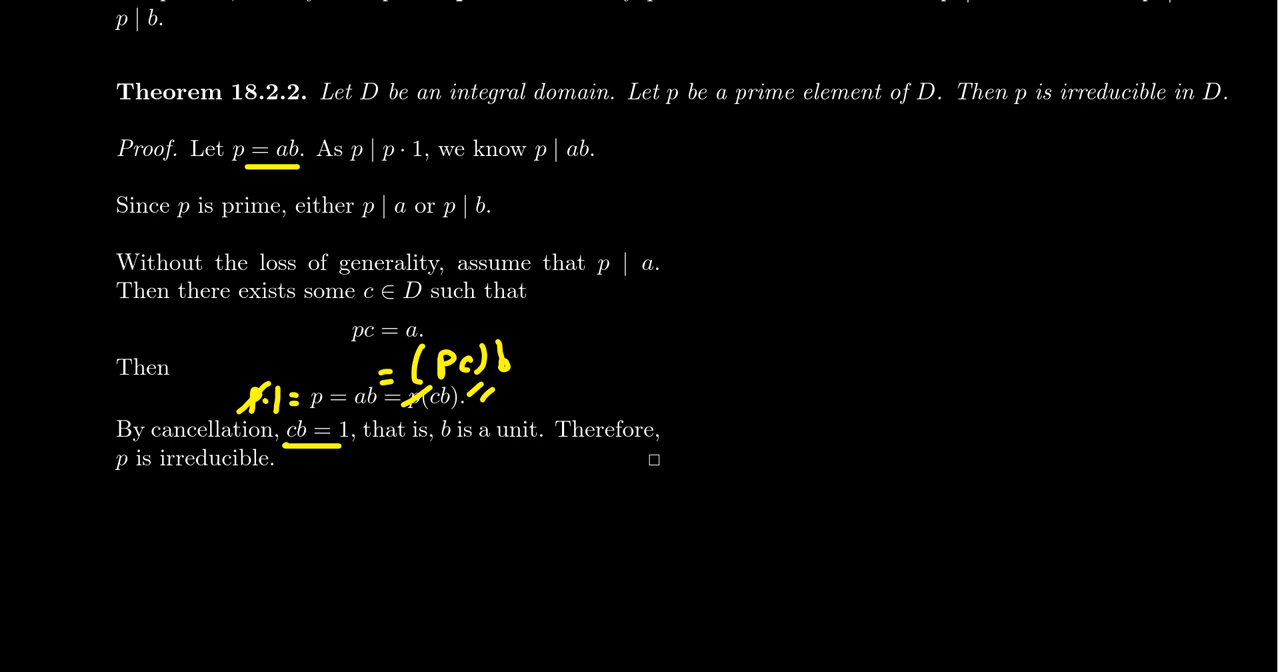 p | b.
Theorem 18.2.2. Let D be an integral domain. Let p be a prime element of D. Then p is irreducible in D.
Proof. Let p = ab. As p | p · 1, we know p | ab.
Since p is prime, either p | a or p | b.
Without the loss of generality, assume that p | a.
Then there exists some c ∈ D such that
pc = a.
= (pc) b
Then
p·1 = p = ab = p(cb).
By cancellation, cb = 1, that is, b is a unit. Therefore,
p is irreducible. □